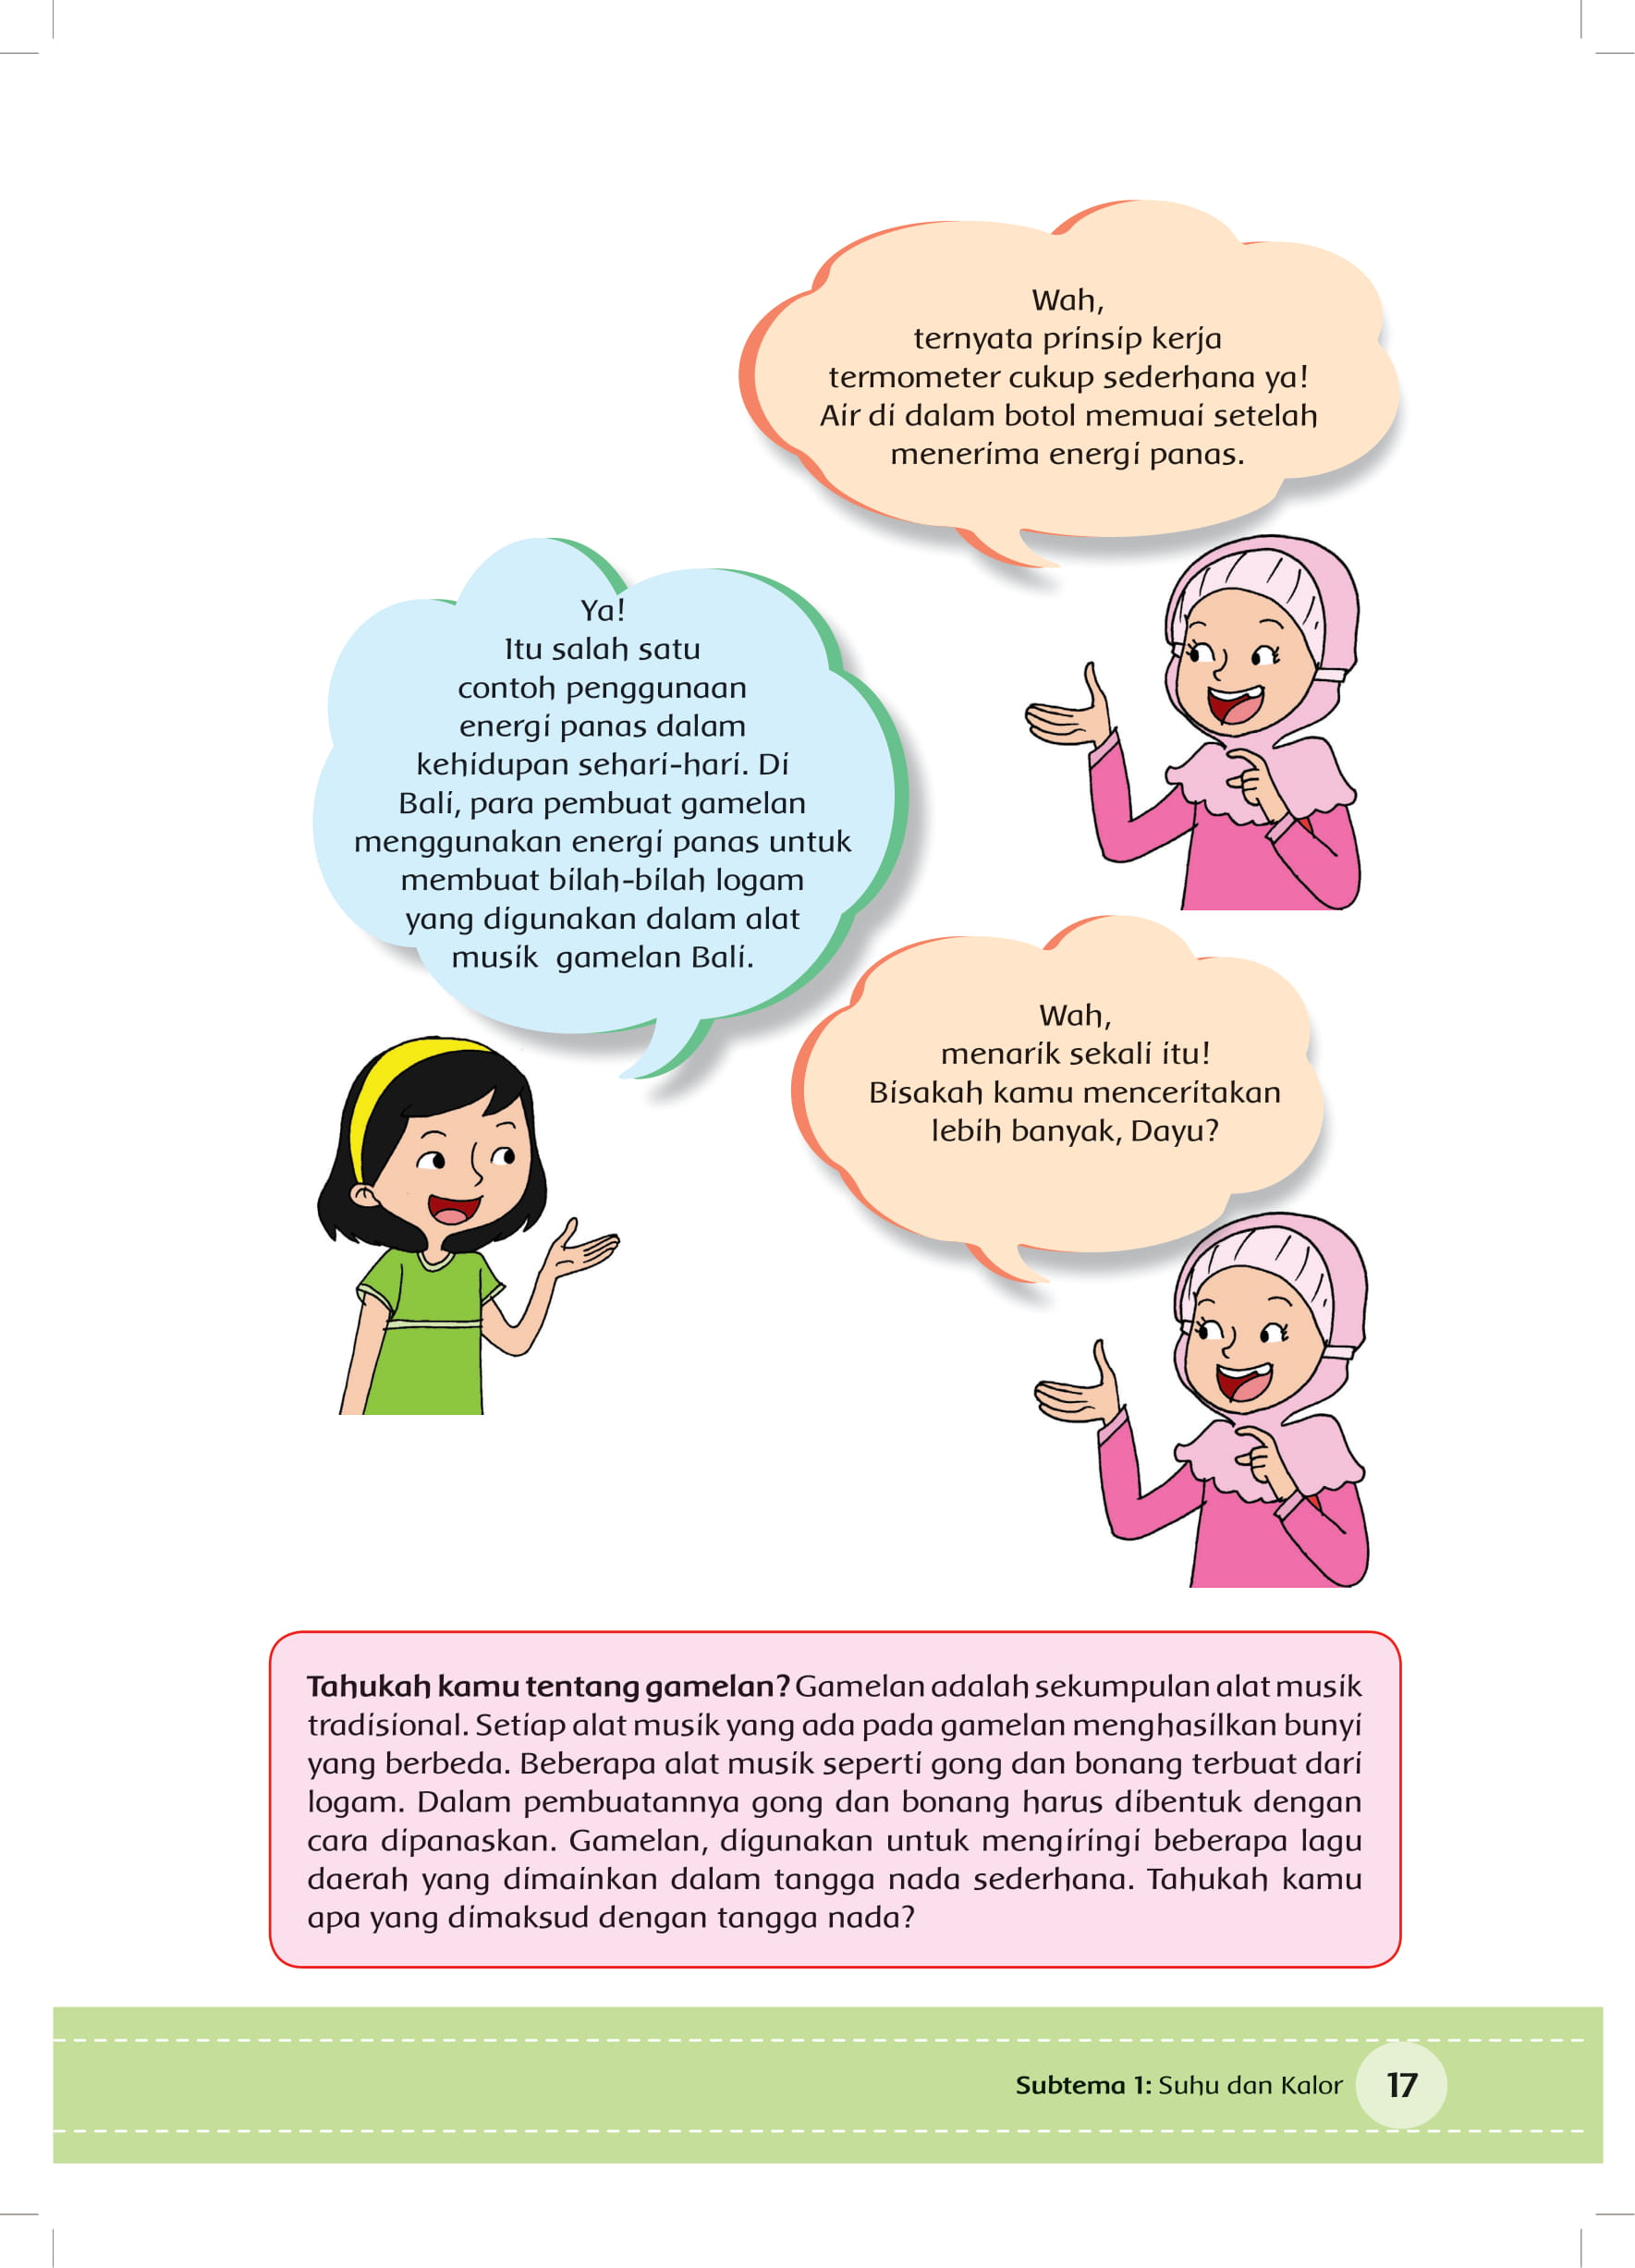 Wah,
ternyata prinsip kerja
termometer cukup sederhana ya!
Air di dalam botol memuai setelah
menerima energi panas.
Ya!
Itu salah satu
contoh penggunaan
energi panas dalam
kehidupan sehari-hari. Di
Bali, para pembuat gamelan
menggunakan energi panas untuk
membuat bilah-bilah logam
yang digunakan dalam alat
musik gamelan Bali.
Wah,
menarik sekali itu!
Bisakah kamu menceritakan
lebih banyak, Dayu?
Tahukah kamu tentang gamelan? Gamelan adalah sekumpulan alat musik
tradisional. Setiap alat musik yang ada pada gamelan menghasilkan bunyi
yang berbeda. Beberapa alat musik seperti gong dan bonang terbuat dari
logam. Dalam pembuatannya gong dan bonang harus dibentuk dengan
cara dipanaskan. Gamelan, digunakan untuk mengiringi beberapa lagu
daerah yang dimainkan dalam tangga nada sederhana. Tahukah kamu
apa yang dimaksud dengan tangga nada?
Subtema 1: Suhu dan Kalor 17